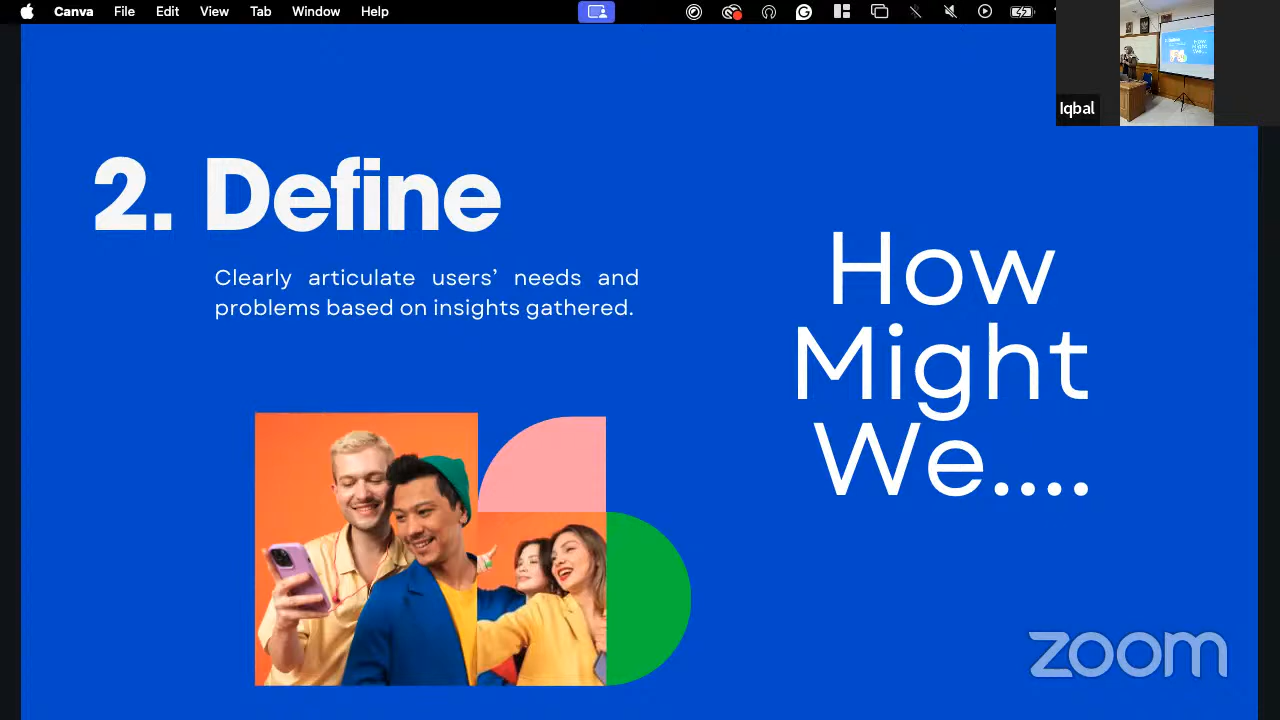 Canva File Edit View Tab Window Help
Iqbal
2. Define
Clearly articulate users’ needs and
problems based on insights gathered.
How
Might
We....
zoom